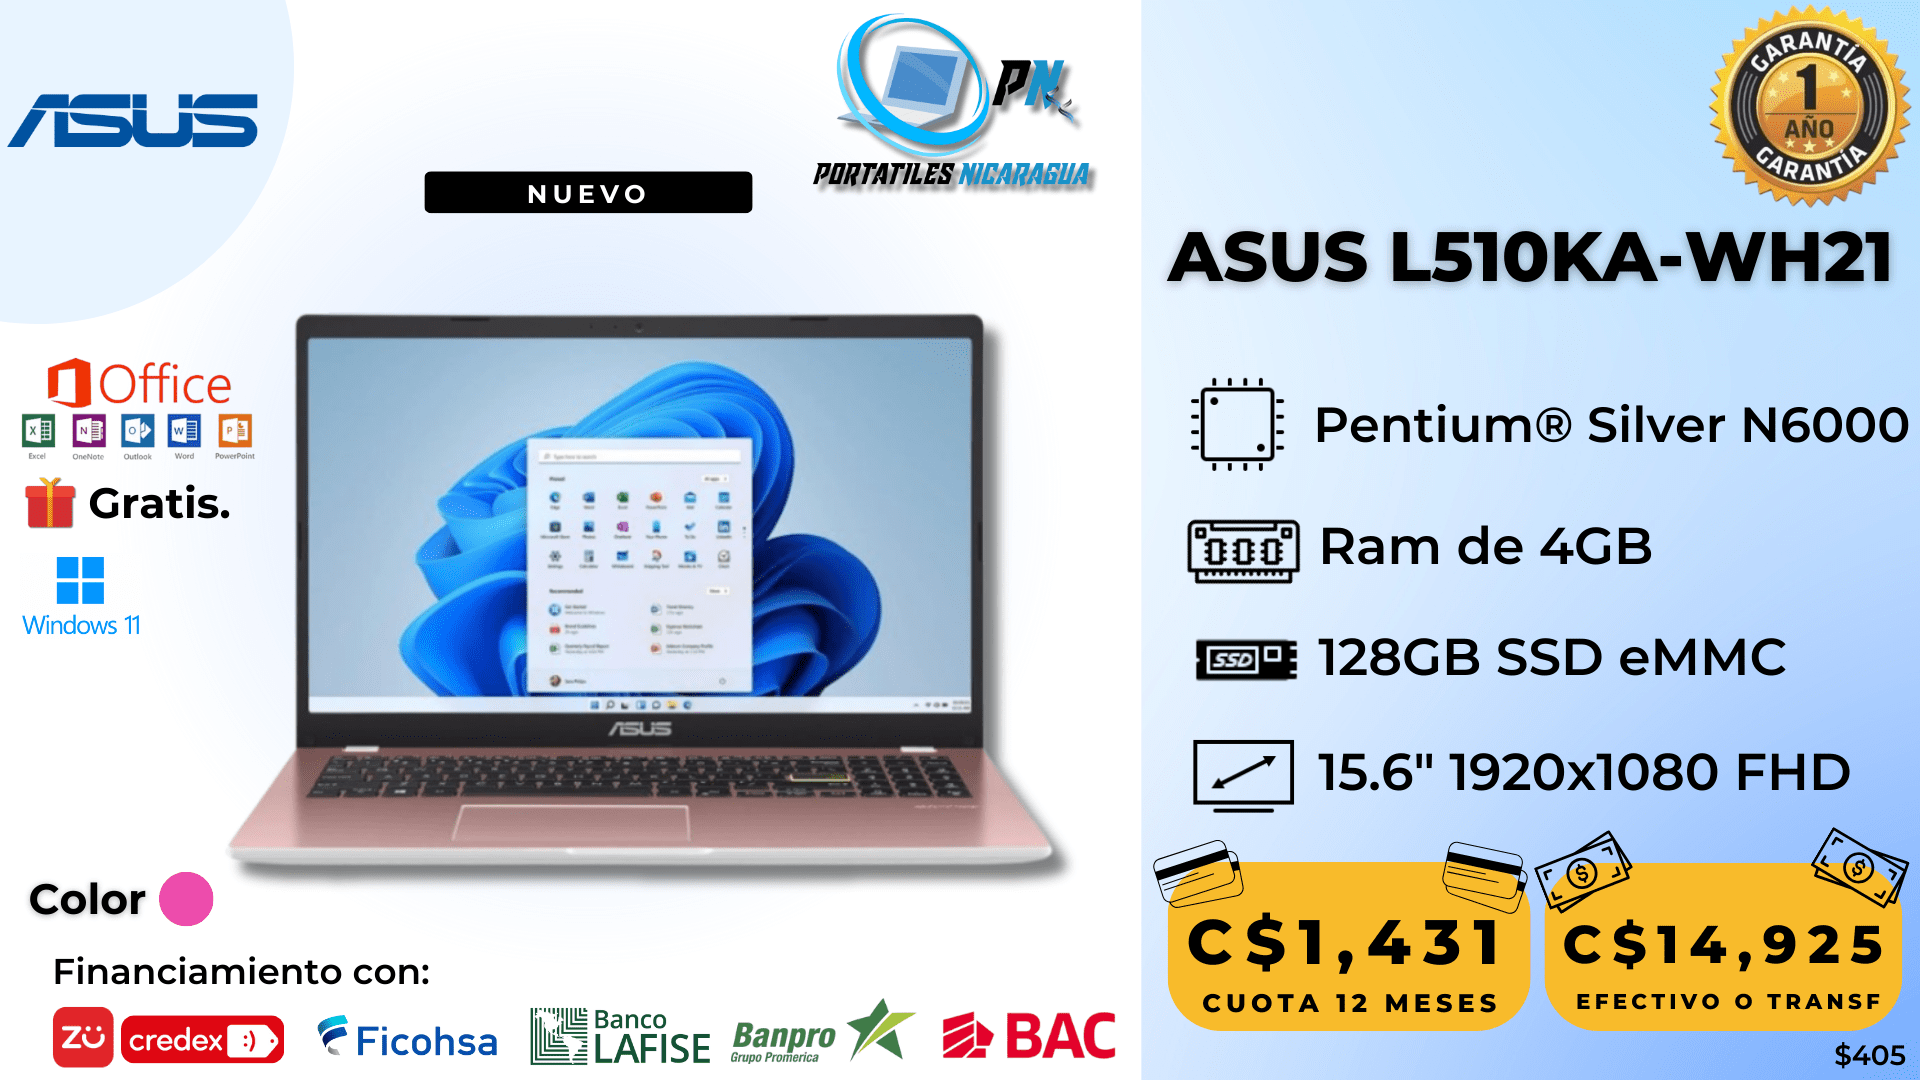 ASUS
NUEVO
PN
PORTATILES NICARAGUA
GARANTÍA
1
AÑO
GARANTÍA
ASUS L510KA-WH21
Office
Excel
OneNote
Outlook
Word
PowerPoint
Gratis.
Windows 11
ASUS
Pentium® Silver N6000
Ram de 4GB
SSD
128GB SSD eMMC
15.6" 1920x1080 FHD
Color
Financiamiento con:
ZU
credex
Ficohsa
Banco
LAFISE
Banpro
Grupo Promerica
BAC
C$1,431
CUOTA 12 MESES
C$14,925
EFECTIVO O TRANSF
$405